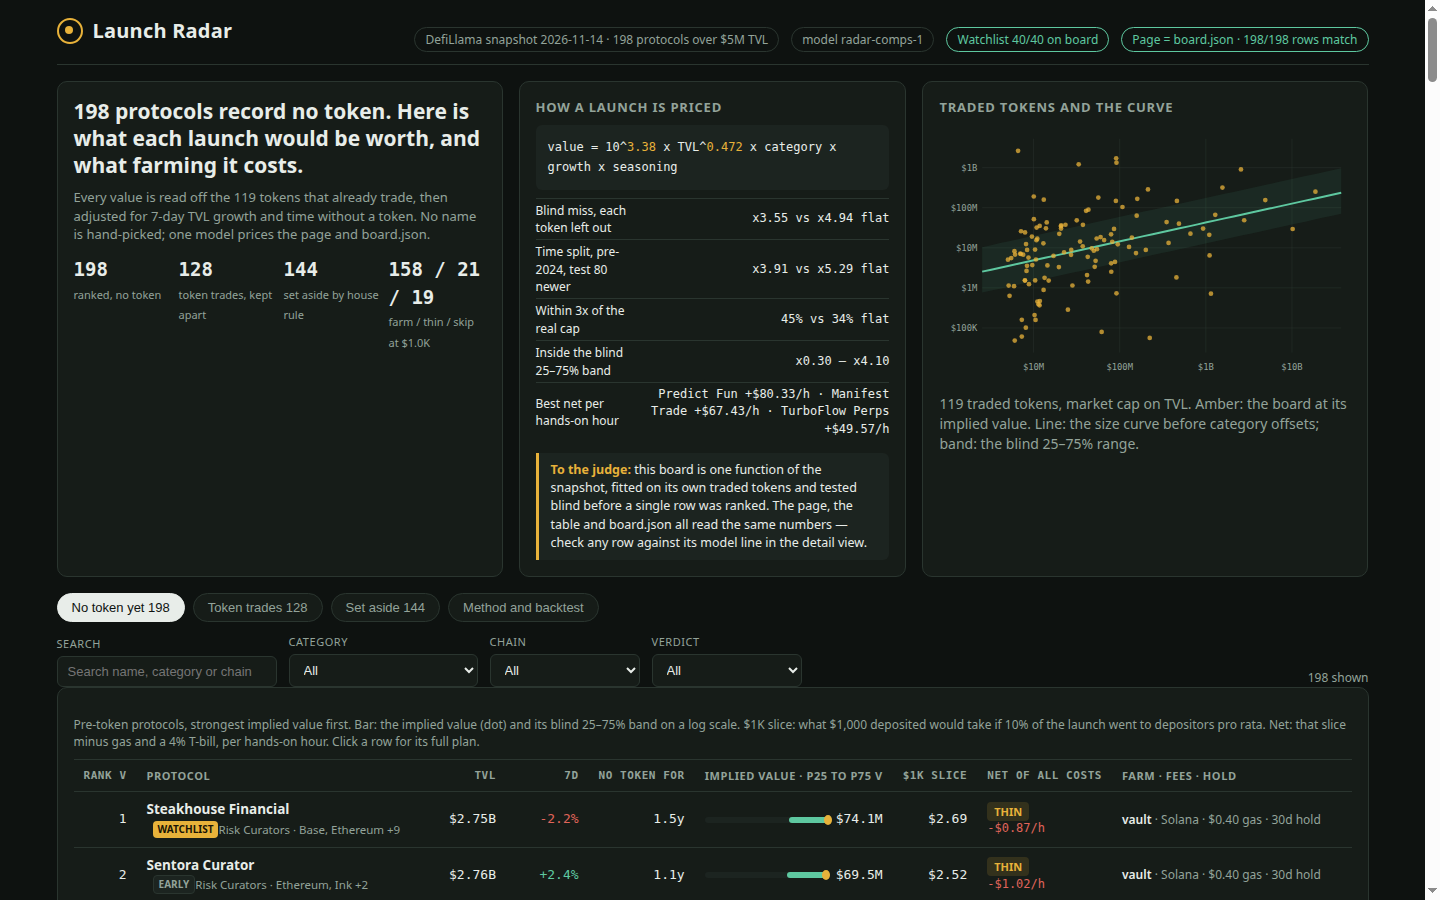 Launch Radar
DefiLlama snapshot 2026-11-14 · 198 protocols over $5M TVL
model radar-comps-1
Watchlist 40/40 on board
Page = board.json · 198/198 rows match
198 protocols record no token. Here is
what each launch would be worth, and
what farming it costs.
Every value is read off the 119 tokens that already trade, then
adjusted for 7-day TVL growth and time without a token. No name
is hand-picked; one model prices the page and board.json.
198
ranked, no token
128
token trades, kept
apart
144
set aside by house
rule
158 / 21
/ 19
farm / thin / skip
at $1.0K
HOW A LAUNCH IS PRICED
value = 10^3.38 x TVL^0.472 x category x
growth x seasoning
Blind miss, each
token left out
x3.55 vs x4.94 flat
Time split, pre-
2024, test 80
newer
x3.91 vs x5.29 flat
Within 3x of the
real cap
45% vs 34% flat
Inside the blind
25–75% band
x0.30 — x4.10
Best net per
hands-on hour
Predict Fun +$80.33/h · Manifest
Trade +$67.43/h · TurboFlow Perps
+$49.57/h
To the judge: this board is one function of the
snapshot, fitted on its own traded tokens and tested
blind before a single row was ranked. The page, the
table and board.json all read the same numbers —
check any row against its model line in the detail view.
TRADED TOKENS AND THE CURVE
$1B
$100M
$10M
$1M
$100K
$10M $100M $1B $10B
119 traded tokens, market cap on TVL. Amber: the board at its
implied value. Line: the size curve before category offsets;
band: the blind 25–75% range.
No token yet 198
Token trades 128
Set aside 144
Method and backtest
SEARCH
Search name, category or chain
CATEGORY
All
CHAIN
All
VERDICT
All
198 shown
Pre-token protocols, strongest implied value first. Bar: the implied value (dot) and its blind 25–75% band on a log scale. $1K slice: what $1,000 deposited would take if 10% of the launch went to depositors pro rata. Net: that slice
minus gas and a 4% T-bill, per hands-on hour. Click a row for its full plan.
RANK V PROTOCOL TVL 7D NO TOKEN FOR IMPLIED VALUE · P25 TO P75 V $1K SLICE NET OF ALL COSTS FARM · FEES · HOLD
1 Steakhouse Financial $2.75B -2.2% 1.5y $74.1M $2.69 THIN -$0.87/h vault · Solana · $0.40 gas · 30d hold
WATCHLIST Risk Curators · Base, Ethereum +9
2 Sentora Curator $2.76B +2.4% 1.1y $69.5M $2.52 THIN -$1.02/h vault · Solana · $0.40 gas · 30d hold
EARLY Risk Curators · Ethereum, Ink +2